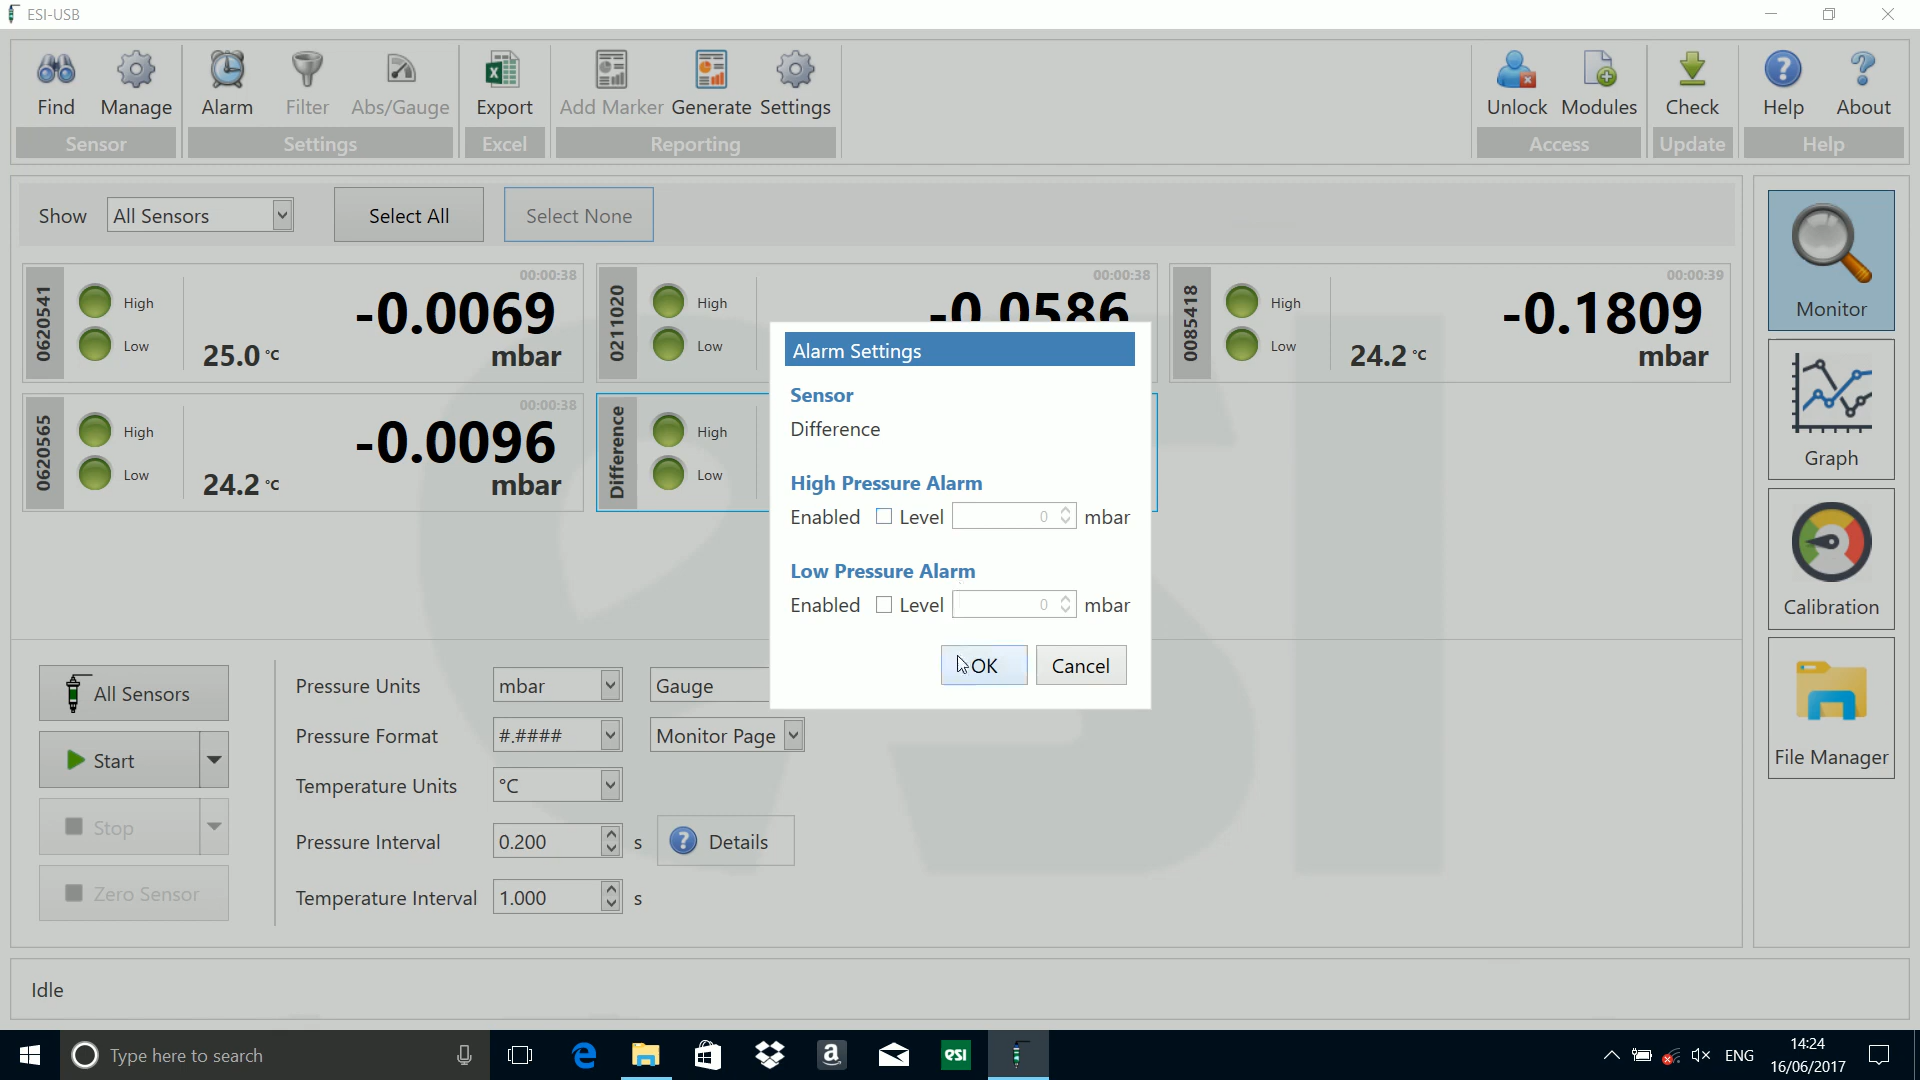 ESI-USB
Find Manage Alarm Filter Abs/Gauge Export Add Marker Generate Settings Unlock Modules Check Help About
Sensor Settings Excel Reporting Access Update Help
Show All Sensors Select All Select None
0620541 High Low 25.0 °C 00:00:38 -0.0069 mbar
0211020 High Low 00:00:38 -0.0586
0085418 High Low 24.2 °C 00:00:39 -0.1809 mbar
0620565 High Low 24.2 °C 00:00:38 -0.0096 mbar
Difference High Low
Alarm Settings
Sensor
Difference
High Pressure Alarm
Enabled Level 0 mbar
Low Pressure Alarm
Enabled Level 0 mbar
OK Cancel
Monitor
Graph
Calibration
File Manager
All Sensors
Start
Stop
Zero Sensor
Pressure Units mbar Gauge
Pressure Format #.#### Monitor Page
Temperature Units °C
Pressure Interval 0.200 s Details
Temperature Interval 1.000 s
Idle
Type here to search
esi
ENG
14:24
16/06/2017